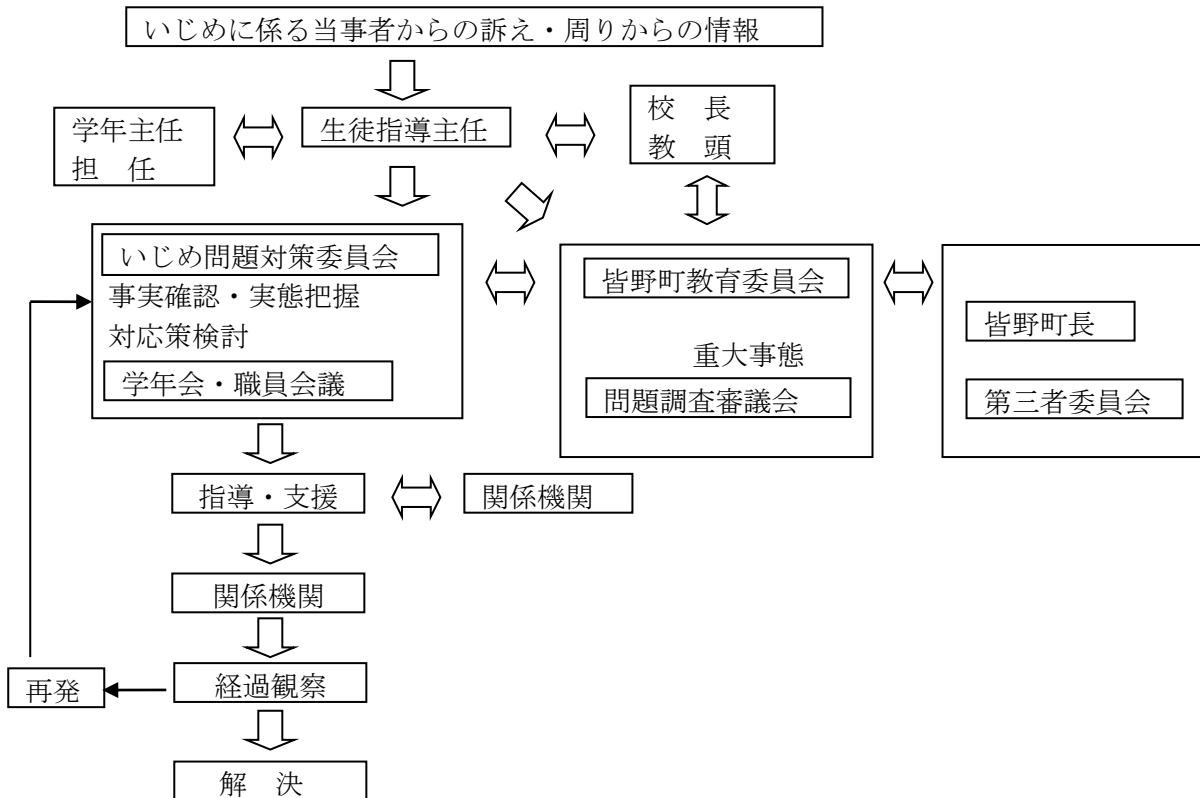 いじめに係る当事者からの訴え・周りからの情報
学年主任
担　任
生徒指導主任
校　長
教　頭
いじめ問題対策委員会
事実確認・実態把握
対応策検討
学年会・職員会議
皆野町教育委員会
重大事態
問題調査審議会
皆野町長
第三者委員会
指導・支援
関係機関
関係機関
経過観察
再発
解　決